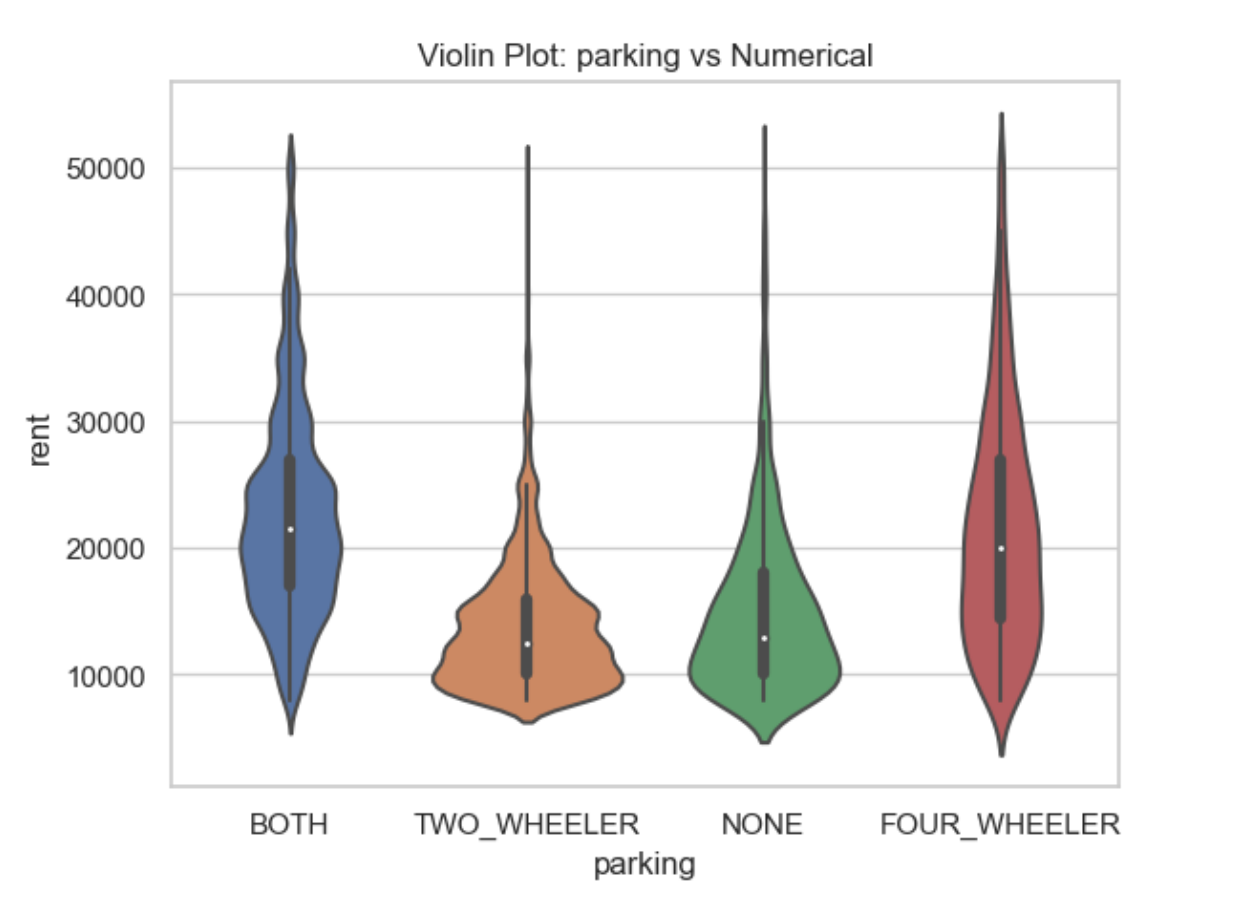 Violin Plot: parking vs Numerical
50000
40000
30000
20000
10000
rent
BOTH TWO_WHEELER NONE FOUR_WHEELER
parking